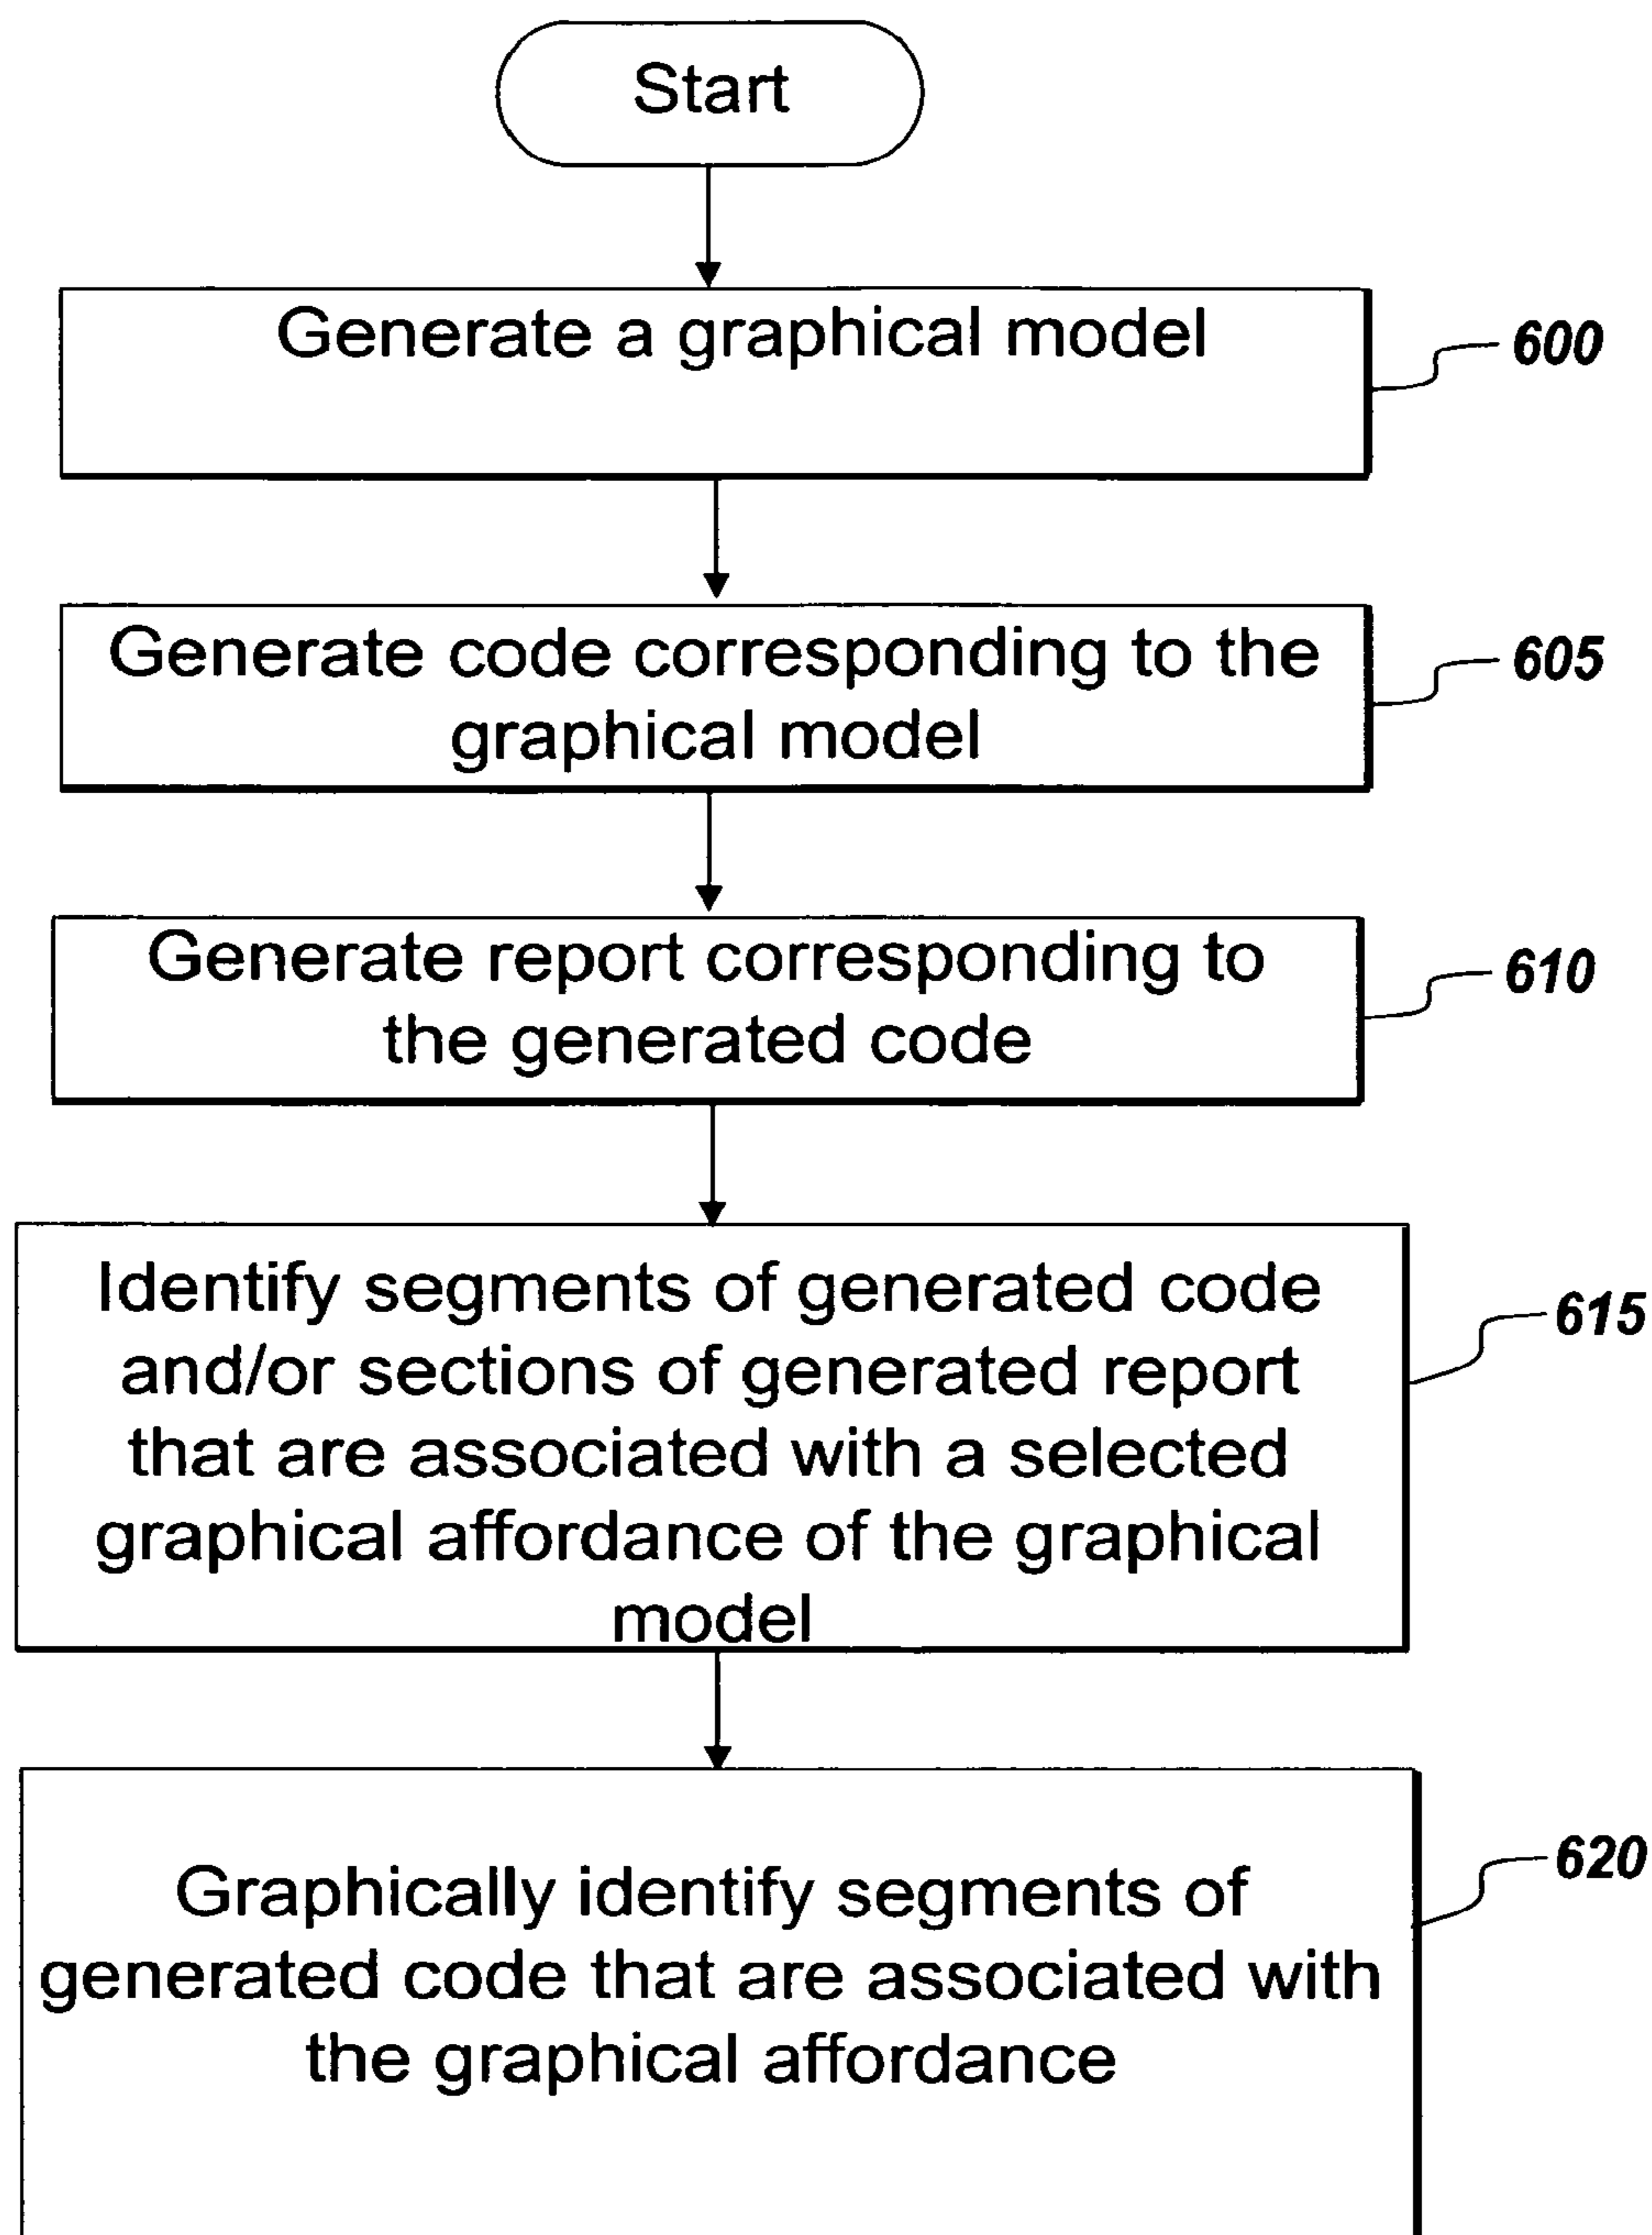 Start
Generate a graphical model
600
Generate code corresponding to the
graphical model
605
Generate report corresponding to
the generated code
610
Identify segments of generated code
and/or sections of generated report
that are associated with a selected
graphical affordance of the graphical
model
615
Graphically identify segments of
generated code that are associated with
the graphical affordance
620